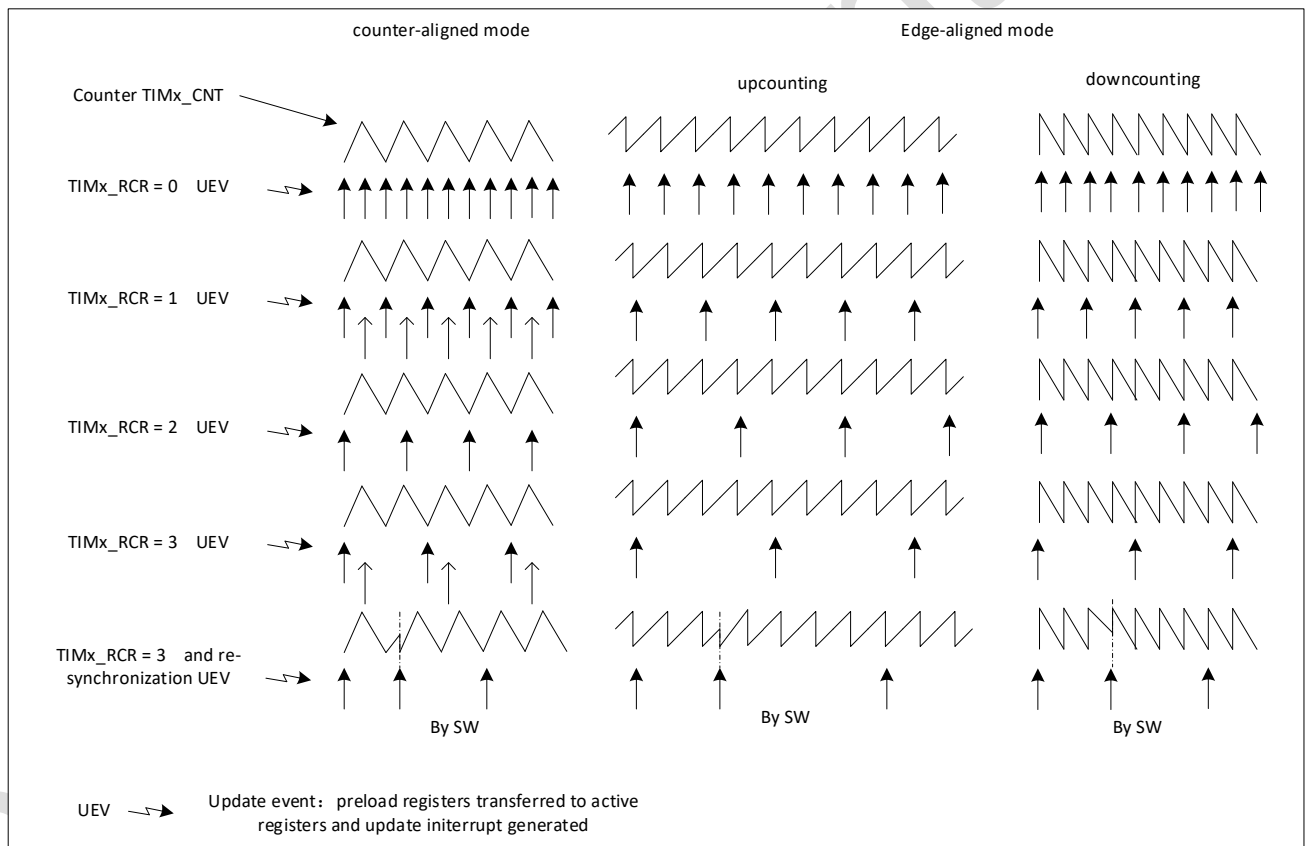 counter-aligned mode
Edge-aligned mode
Counter TIMx_CNT
upcounting
downcounting
TIMx_RCR = 0 UEV
TIMx_RCR = 1 UEV
TIMx_RCR = 2 UEV
TIMx_RCR = 3 UEV
TIMx_RCR = 3 and re-
synchronization UEV
By SW
By SW
By SW
UEV
Update event：preload registers transferred to active
registers and update initerrupt generated